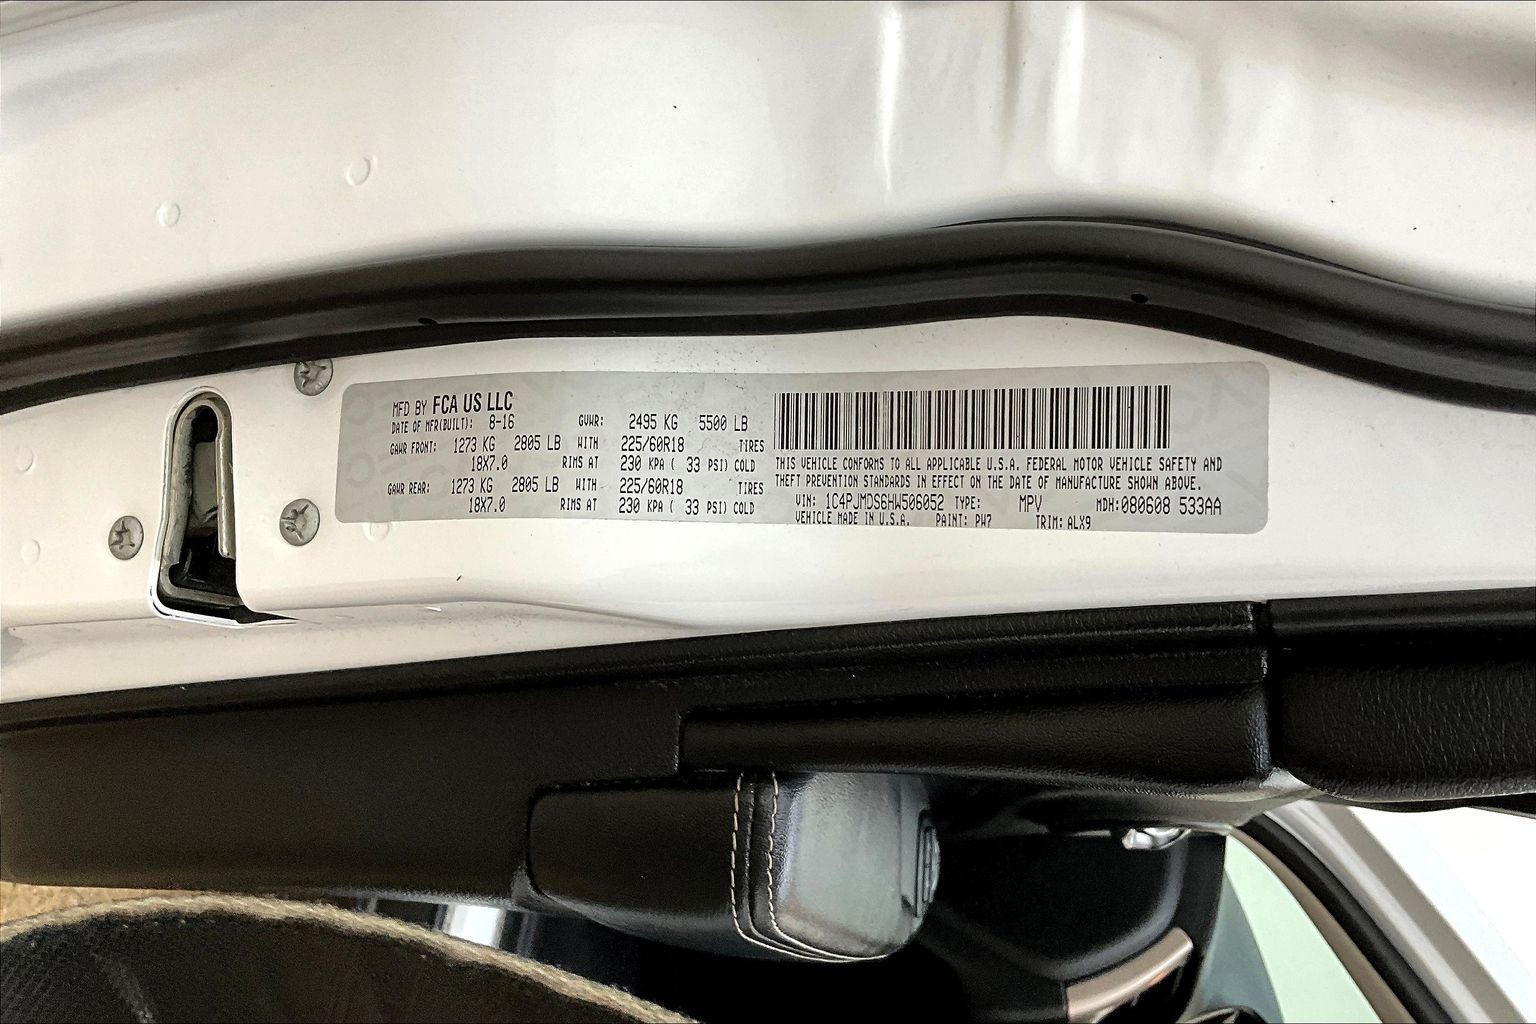 MFD BY FCA US LLC
DATE OF MFR(BUILT): 8-16 GVWR: 2495 KG 5500 LB
GAWR FRONT: 1273 KG 2805 LB WITH 225/60R18 TIRES
18X7.0 RIMS AT 230 KPA ( 33 PSI) COLD
GAWR REAR: 1273 KG 2805 LB WITH 225/60R18 TIRES
18X7.0 RIMS AT 230 KPA ( 33 PSI) COLD
THIS VEHICLE CONFORMS TO ALL APPLICABLE U.S.A. FEDERAL MOTOR VEHICLE SAFETY AND
THEFT PREVENTION STANDARDS IN EFFECT ON THE DATE OF MANUFACTURE SHOWN ABOVE.
VIN: 1C4PJMDS6HW506052 TYPE: MPV MDH:080608 533AA
VEHICLE MADE IN U.S.A. PAINT: PW7 TRIM: ALX9